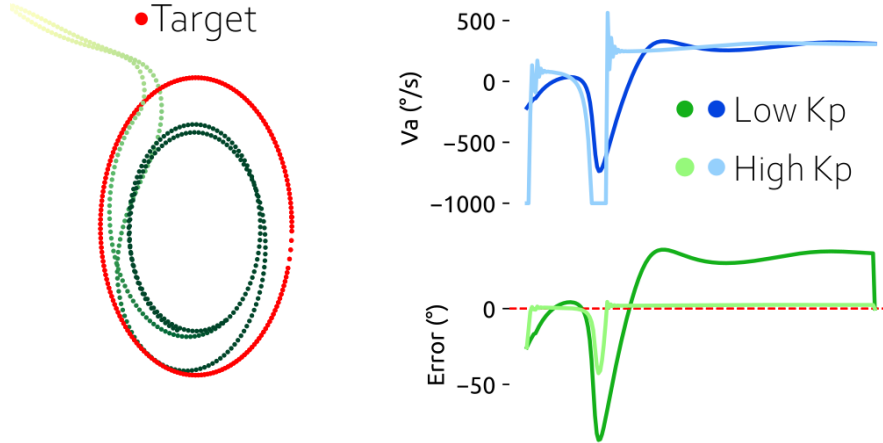 Target
500
0
−500
−1000
Va (°/s)
Low Kp
High Kp
0
−50
Error (°)